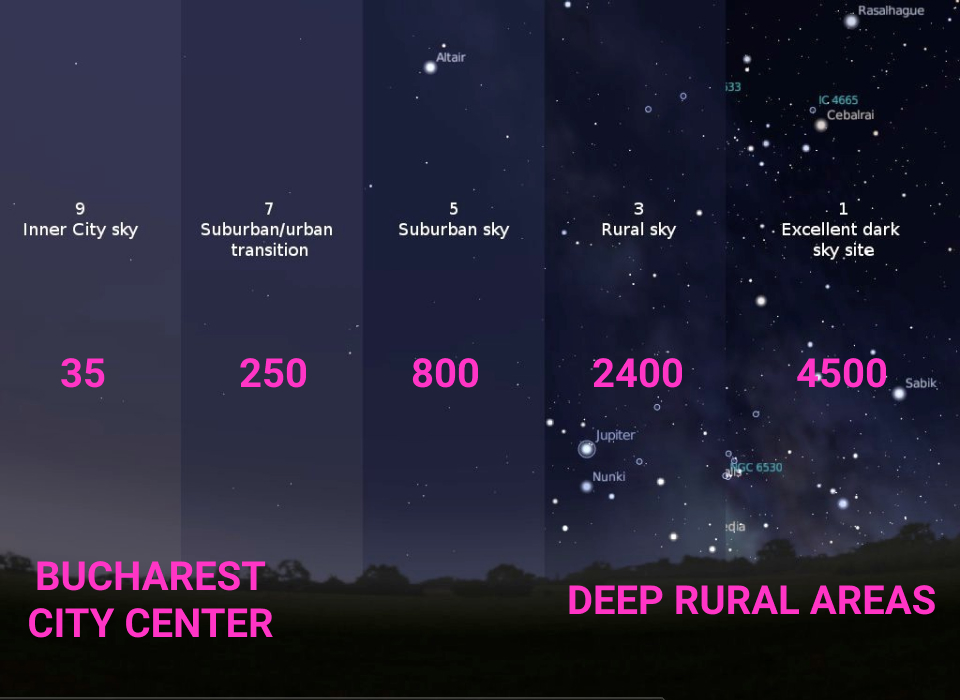 Rasalhague
Altair
IC 4665
Cebalrai
9
Inner City sky
7
Suburban/urban
transition
5
Suburban sky
3
Rural sky
1
Excellent dark
sky site
35
250
800
2400
4500
Sabik
Jupiter
NGC 6530
Nunki
BUCHAREST
CITY CENTER
DEEP RURAL AREAS